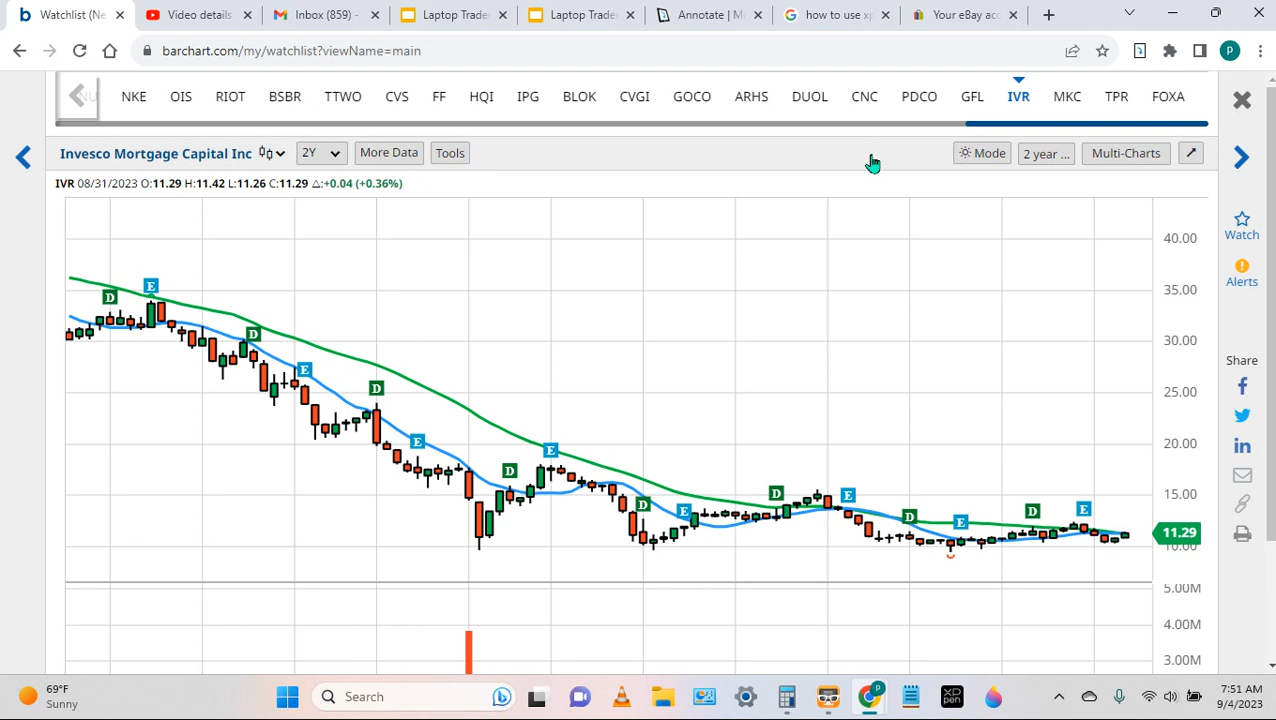 Watchlist (Ne
Video details
Inbox (859) -
Laptop Trade
Laptop Trade
Annotate | M
how to use xp
Your eBay acc
barchart.com/my/watchlist?viewName=main
P
NU NKE OIS RIOT BSBR TTWO CVS FF HQI IPG BLOK CVGI GOCO ARHS DUOL CNC PDCO GFL IVR MKC TPR FOXA
Invesco Mortgage Capital Inc 2Y More Data Tools Mode 2 year ... Multi-Charts
IVR 08/31/2023 O:11.29 H:11.42 L:11.26 C:11.29 △:+0.04 (+0.36%)
Watch
Alerts
Share
40.00
35.00
30.00
25.00
20.00
15.00
11.29
10.00
5.00M
4.00M
3.00M
D E D E D E D E D E D E D E D E
69°F
Sunny
Search
7:51 AM
9/4/2023